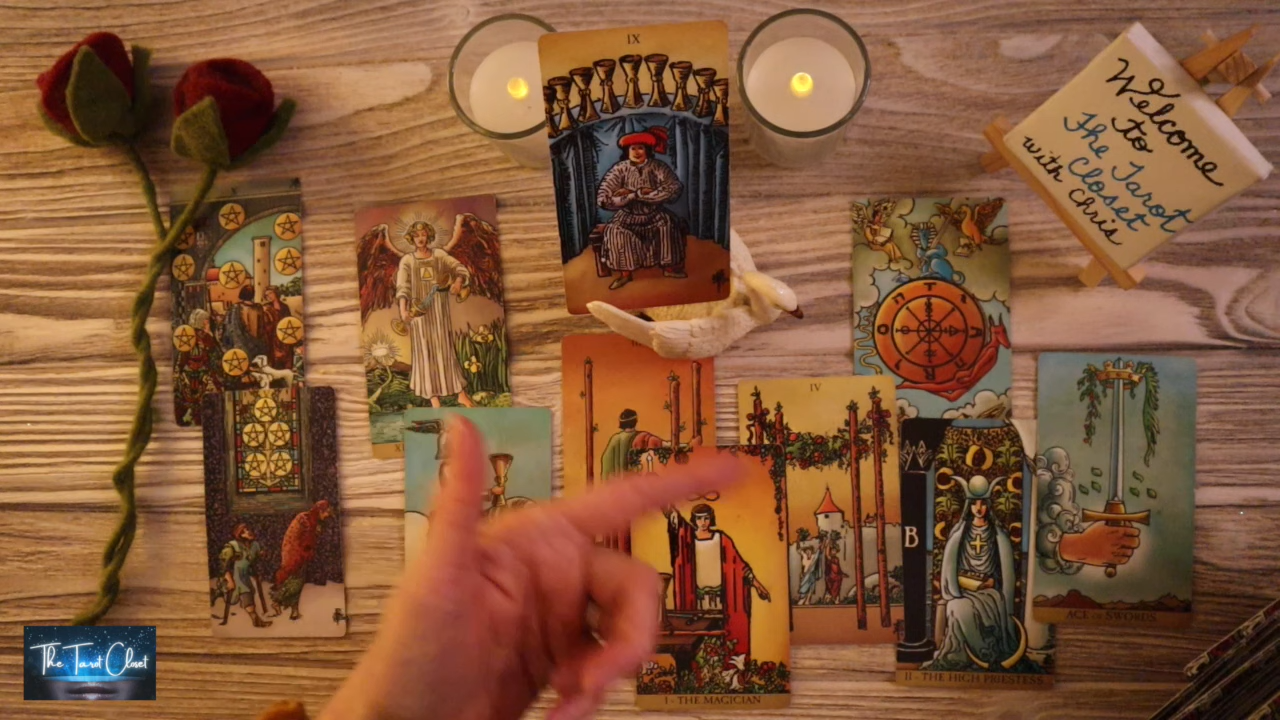 IX
Welcome
to
The Tarot
Closet
with Chris
IV
B
ACE OF SWORDS
II - THE HIGH PRIESTESS
I - THE MAGICIAN
The Tarot Closet